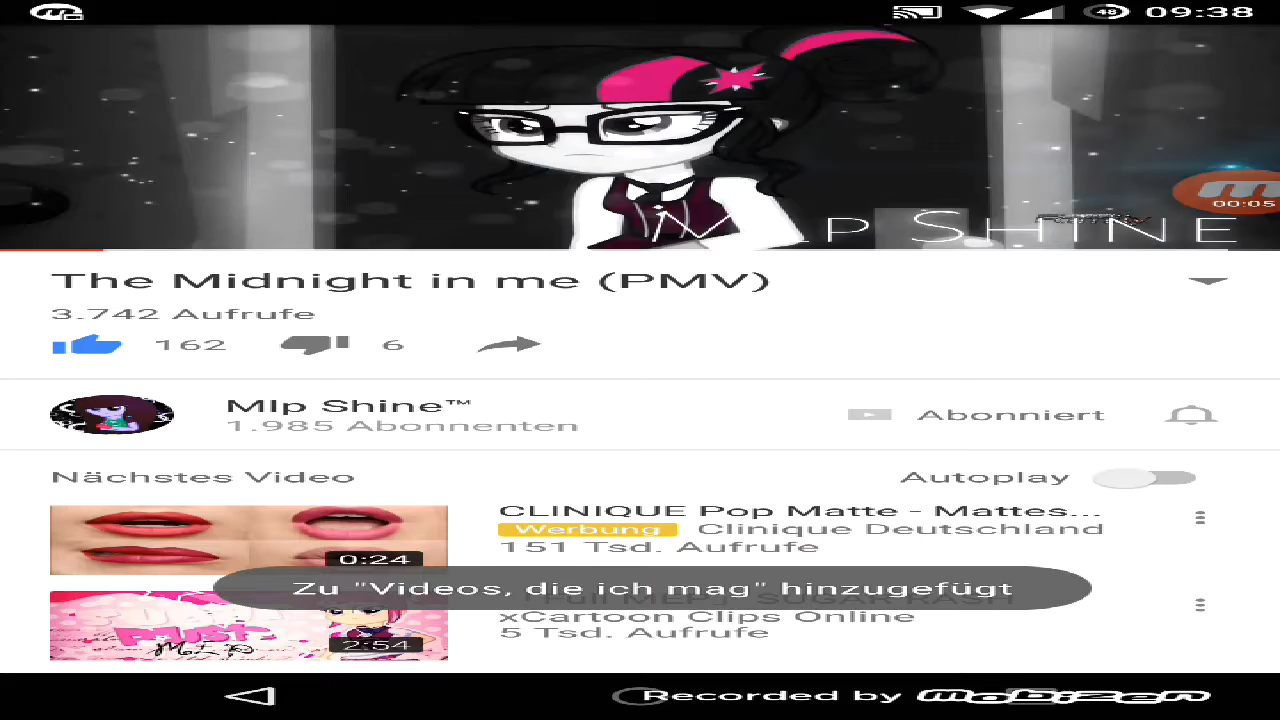 48 09:38
00:05
MLP SHINE
The Midnight in me (PMV)
3.742 Aufrufe
162 6
Mlp Shine™
1.985 Abonnenten
Abonniert
Nächstes Video
Autoplay
CLINIQUE Pop Matte - Mattes...
Werbung Clinique Deutschland
151 Tsd. Aufrufe
0:24
Zu "Videos, die ich mag" hinzugefügt
xCartoon Clips Online
5 Tsd. Aufrufe
2:54
Recorded by mobizen